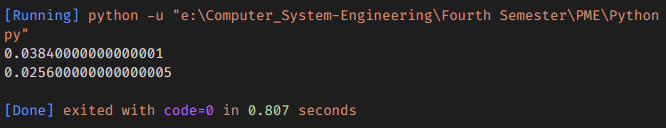 [Running] python -u "e:\Computer_System-Engineering\Fourth Semester\PME\Python
py"
0.03840000000000001
0.025600000000000005
[Done] exited with code=0 in 0.807 seconds